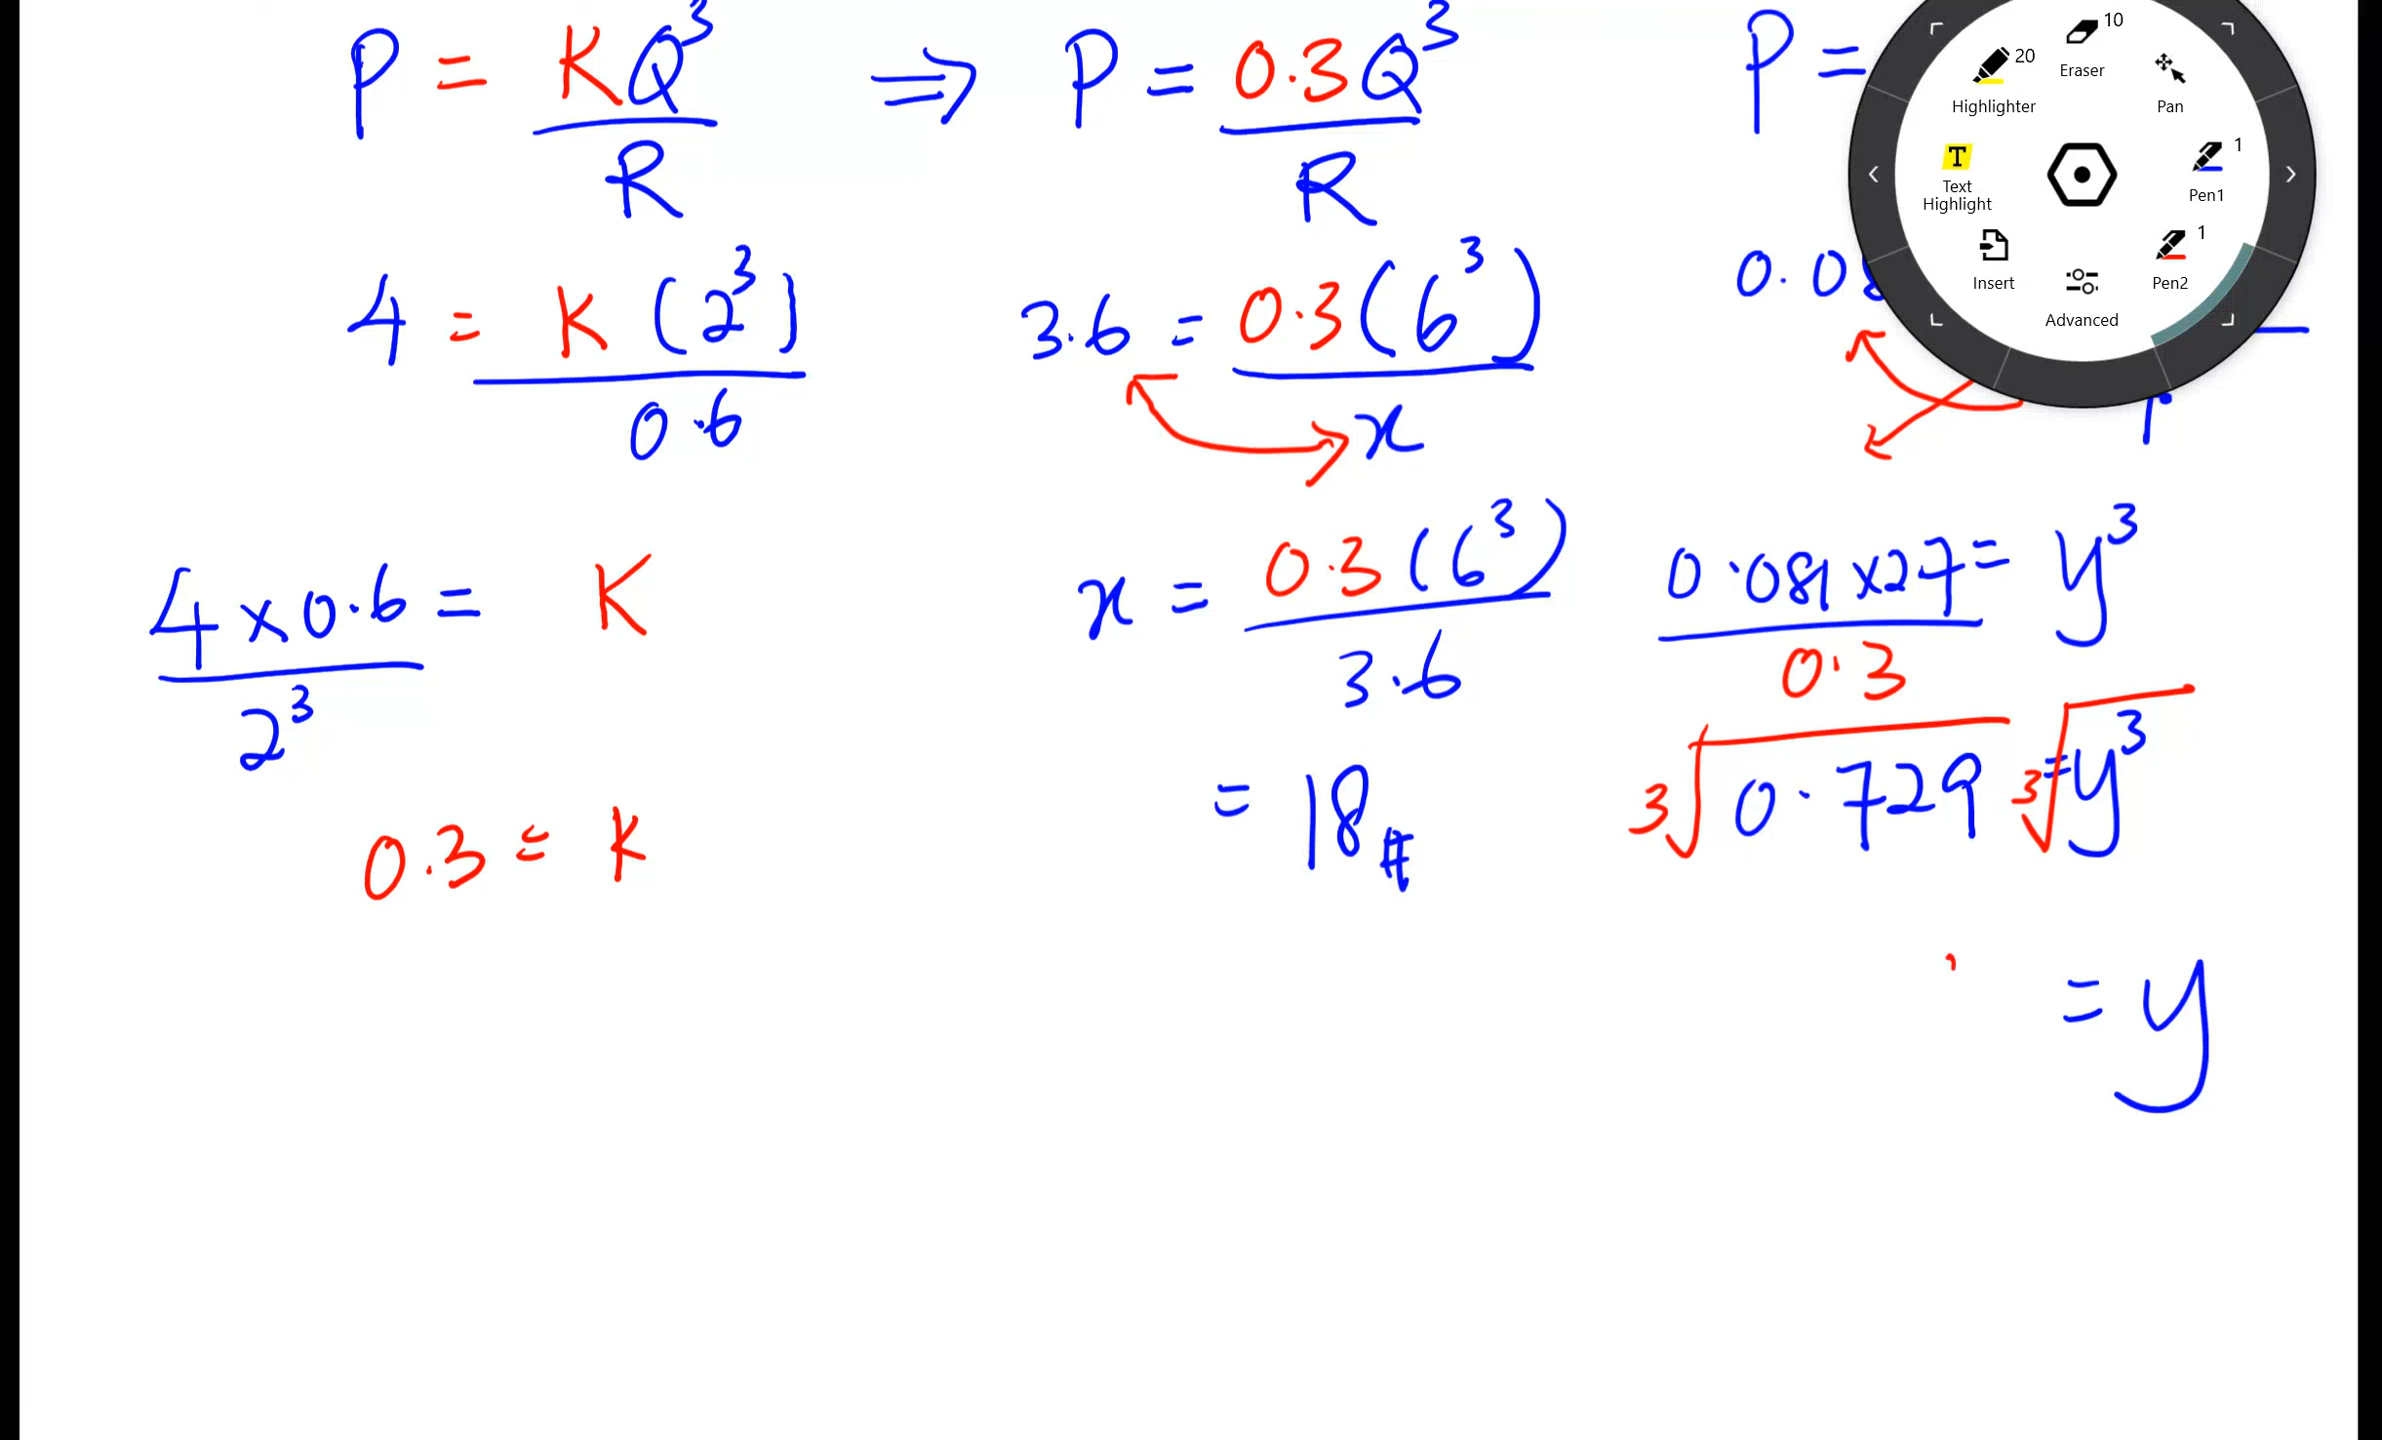 P = KQ³/R ⟹ P = 0.3Q³/R
4 = K(2³)/0.6
4 × 0.6/2³ = K
0.3 = K
3.6 = 0.3(6³)/x
x = 0.3(6³)/3.6
= 18
P =
0.08
0.081 × 27/0.3 = y³
³√0.729 = ³√y³
= y
10
Eraser
20
Highlighter
Pan
Text
Highlight
1
Pen1
Insert
1
Pen2
Advanced